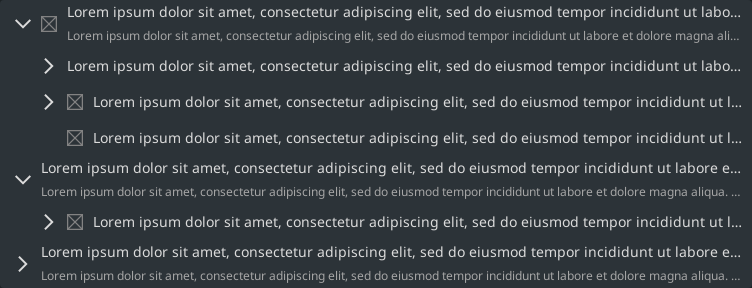 Lorem ipsum dolor sit amet, consectetur adipiscing elit, sed do eiusmod tempor incididunt ut labo...
Lorem ipsum dolor sit amet, consectetur adipiscing elit, sed do eiusmod tempor incididunt ut labore et dolore magna ali...
Lorem ipsum dolor sit amet, consectetur adipiscing elit, sed do eiusmod tempor incididunt ut labo...
Lorem ipsum dolor sit amet, consectetur adipiscing elit, sed do eiusmod tempor incididunt ut l...
Lorem ipsum dolor sit amet, consectetur adipiscing elit, sed do eiusmod tempor incididunt ut l...
Lorem ipsum dolor sit amet, consectetur adipiscing elit, sed do eiusmod tempor incididunt ut labore e...
Lorem ipsum dolor sit amet, consectetur adipiscing elit, sed do eiusmod tempor incididunt ut labore et dolore magna aliqua. ...
Lorem ipsum dolor sit amet, consectetur adipiscing elit, sed do eiusmod tempor incididunt ut l...
Lorem ipsum dolor sit amet, consectetur adipiscing elit, sed do eiusmod tempor incididunt ut labore e...
Lorem ipsum dolor sit amet, consectetur adipiscing elit, sed do eiusmod tempor incididunt ut labore et dolore magna aliqua. ...